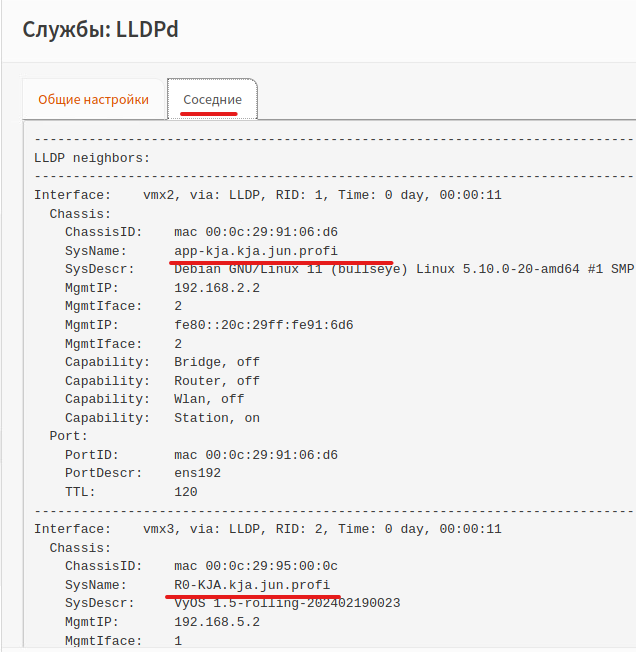 Службы: LLDPd
Общие настройки
Соседние
-------------------------------------------------------------------------------
LLDP neighbors:
-------------------------------------------------------------------------------
Interface:    vmx2, via: LLDP, RID: 1, Time: 0 day, 00:00:11
  Chassis:
    ChassisID:    mac 00:0c:29:91:06:d6
    SysName:      app-kja.kja.jun.profi
    SysDescr:     Debian GNU/Linux 11 (bullseye) Linux 5.10.0-20-amd64 #1 SMP
    MgmtIP:       192.168.2.2
    MgmtIface:    2
    MgmtIP:       fe80::20c:29ff:fe91:6d6
    MgmtIface:    2
    Capability:   Bridge, off
    Capability:   Router, off
    Capability:   Wlan, off
    Capability:   Station, on
  Port:
    PortID:       mac 00:0c:29:91:06:d6
    PortDescr:    ens192
    TTL:          120
-------------------------------------------------------------------------------
Interface:    vmx3, via: LLDP, RID: 2, Time: 0 day, 00:00:11
  Chassis:
    ChassisID:    mac 00:0c:29:95:00:0c
    SysName:      R0-KJA.kja.jun.profi
    SysDescr:     VyOS 1.5-rolling-202402190023
    MgmtIP:       192.168.5.2
    MgmtIface:    1